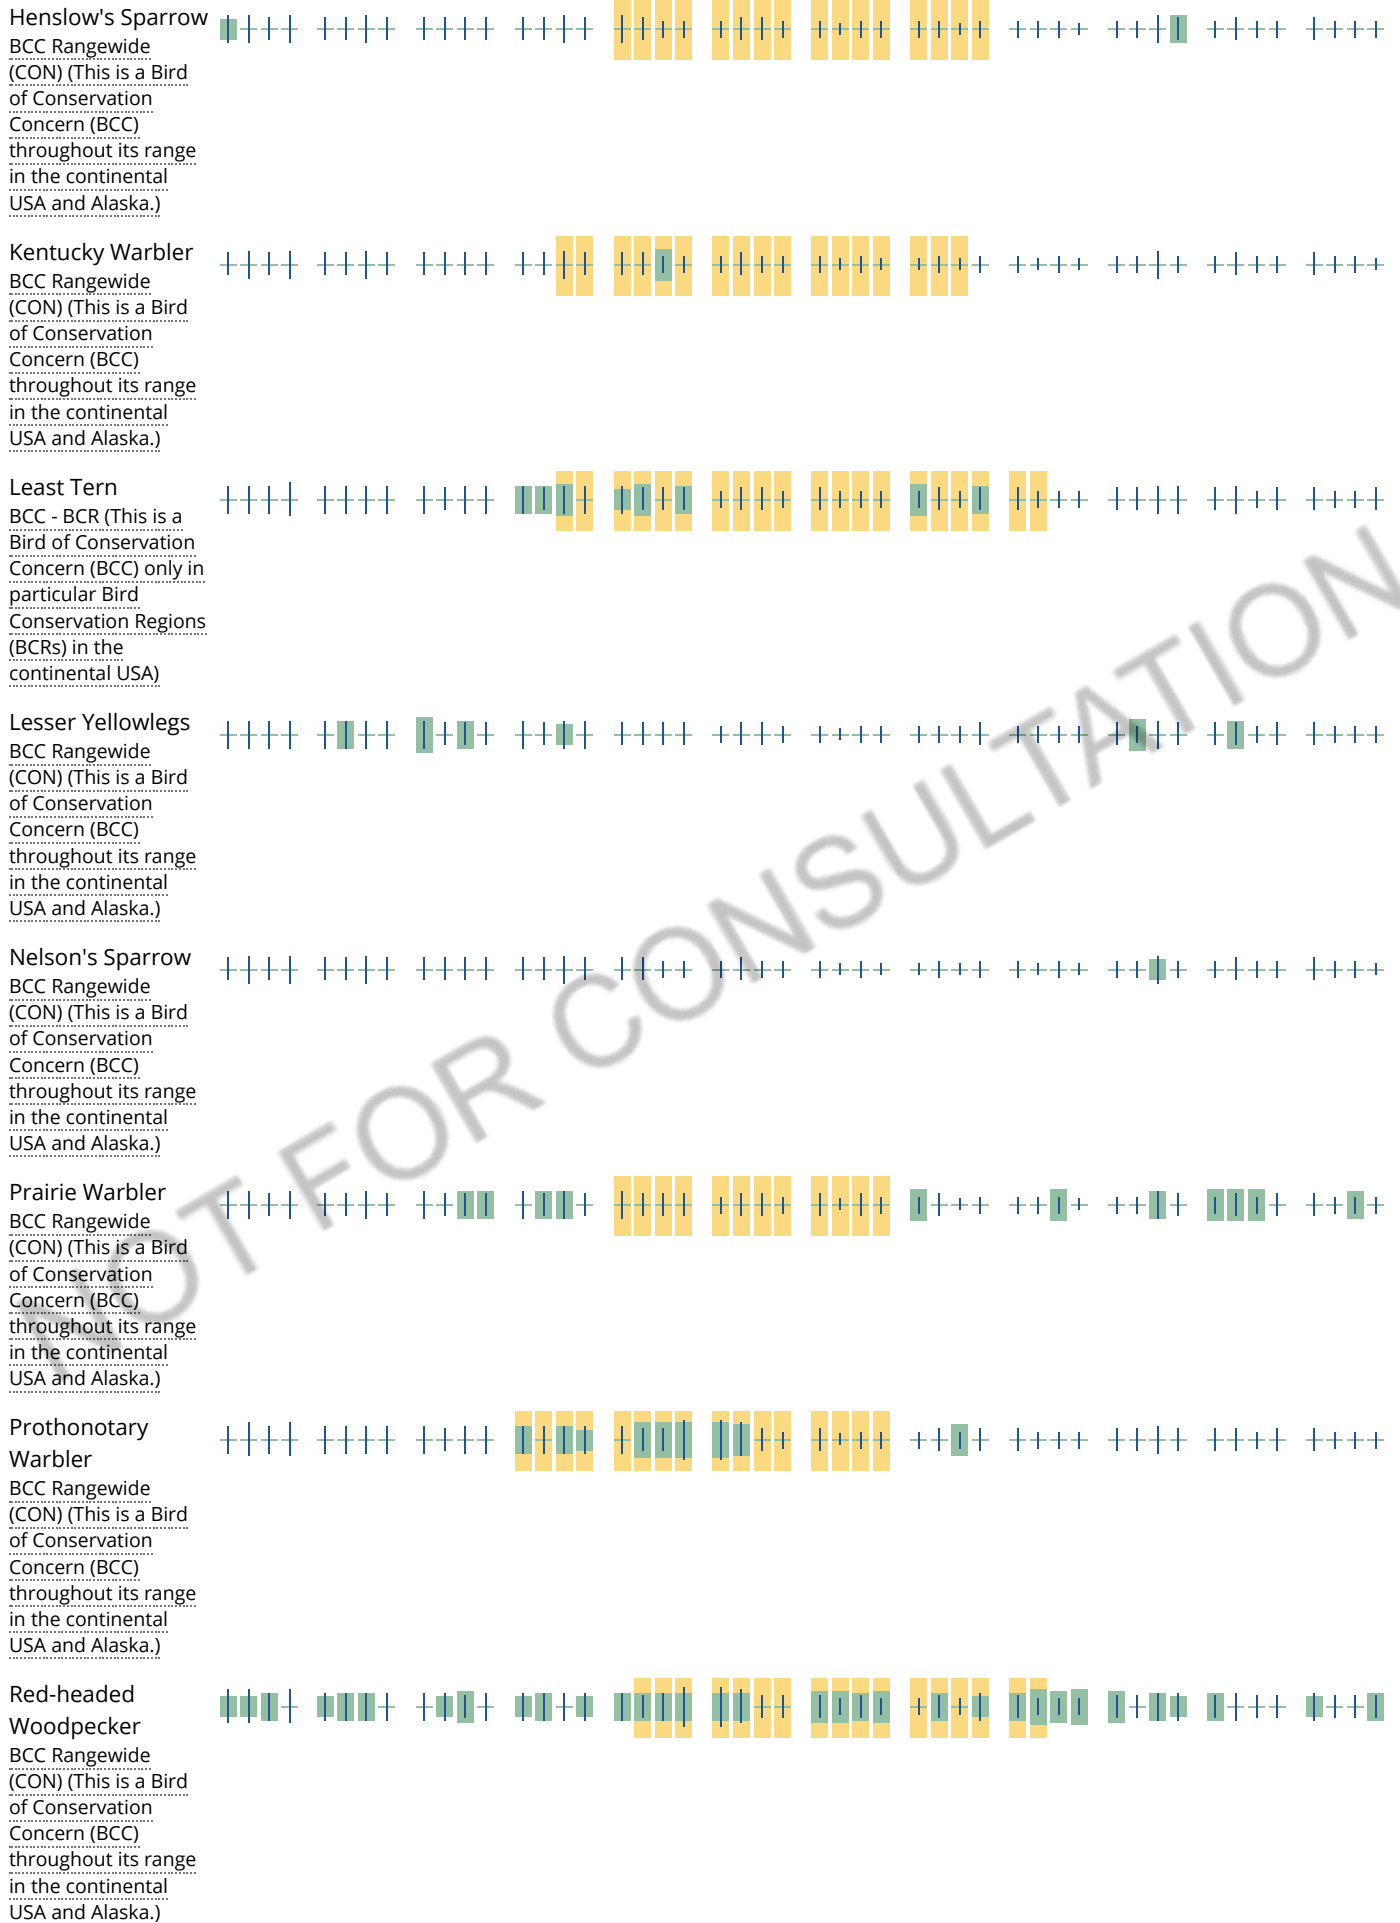 Henslow's Sparrow
BCC Rangewide
(CON) (This is a Bird
of Conservation
Concern (BCC)
throughout its range
in the continental
USA and Alaska.)
Kentucky Warbler
BCC Rangewide
(CON) (This is a Bird
of Conservation
Concern (BCC)
throughout its range
in the continental
USA and Alaska.)
Least Tern
BCC - BCR (This is a
Bird of Conservation
Concern (BCC) only in
particular Bird
Conservation Regions
(BCRs) in the
continental USA)
Lesser Yellowlegs
BCC Rangewide
(CON) (This is a Bird
of Conservation
Concern (BCC)
throughout its range
in the continental
USA and Alaska.)
Nelson's Sparrow
BCC Rangewide
(CON) (This is a Bird
of Conservation
Concern (BCC)
throughout its range
in the continental
USA and Alaska.)
Prairie Warbler
BCC Rangewide
(CON) (This is a Bird
of Conservation
Concern (BCC)
throughout its range
in the continental
USA and Alaska.)
Prothonotary
Warbler
BCC Rangewide
(CON) (This is a Bird
of Conservation
Concern (BCC)
throughout its range
in the continental
USA and Alaska.)
Red-headed
Woodpecker
BCC Rangewide
(CON) (This is a Bird
of Conservation
Concern (BCC)
throughout its range
in the continental
USA and Alaska.)
NOT FOR CONSULTATION